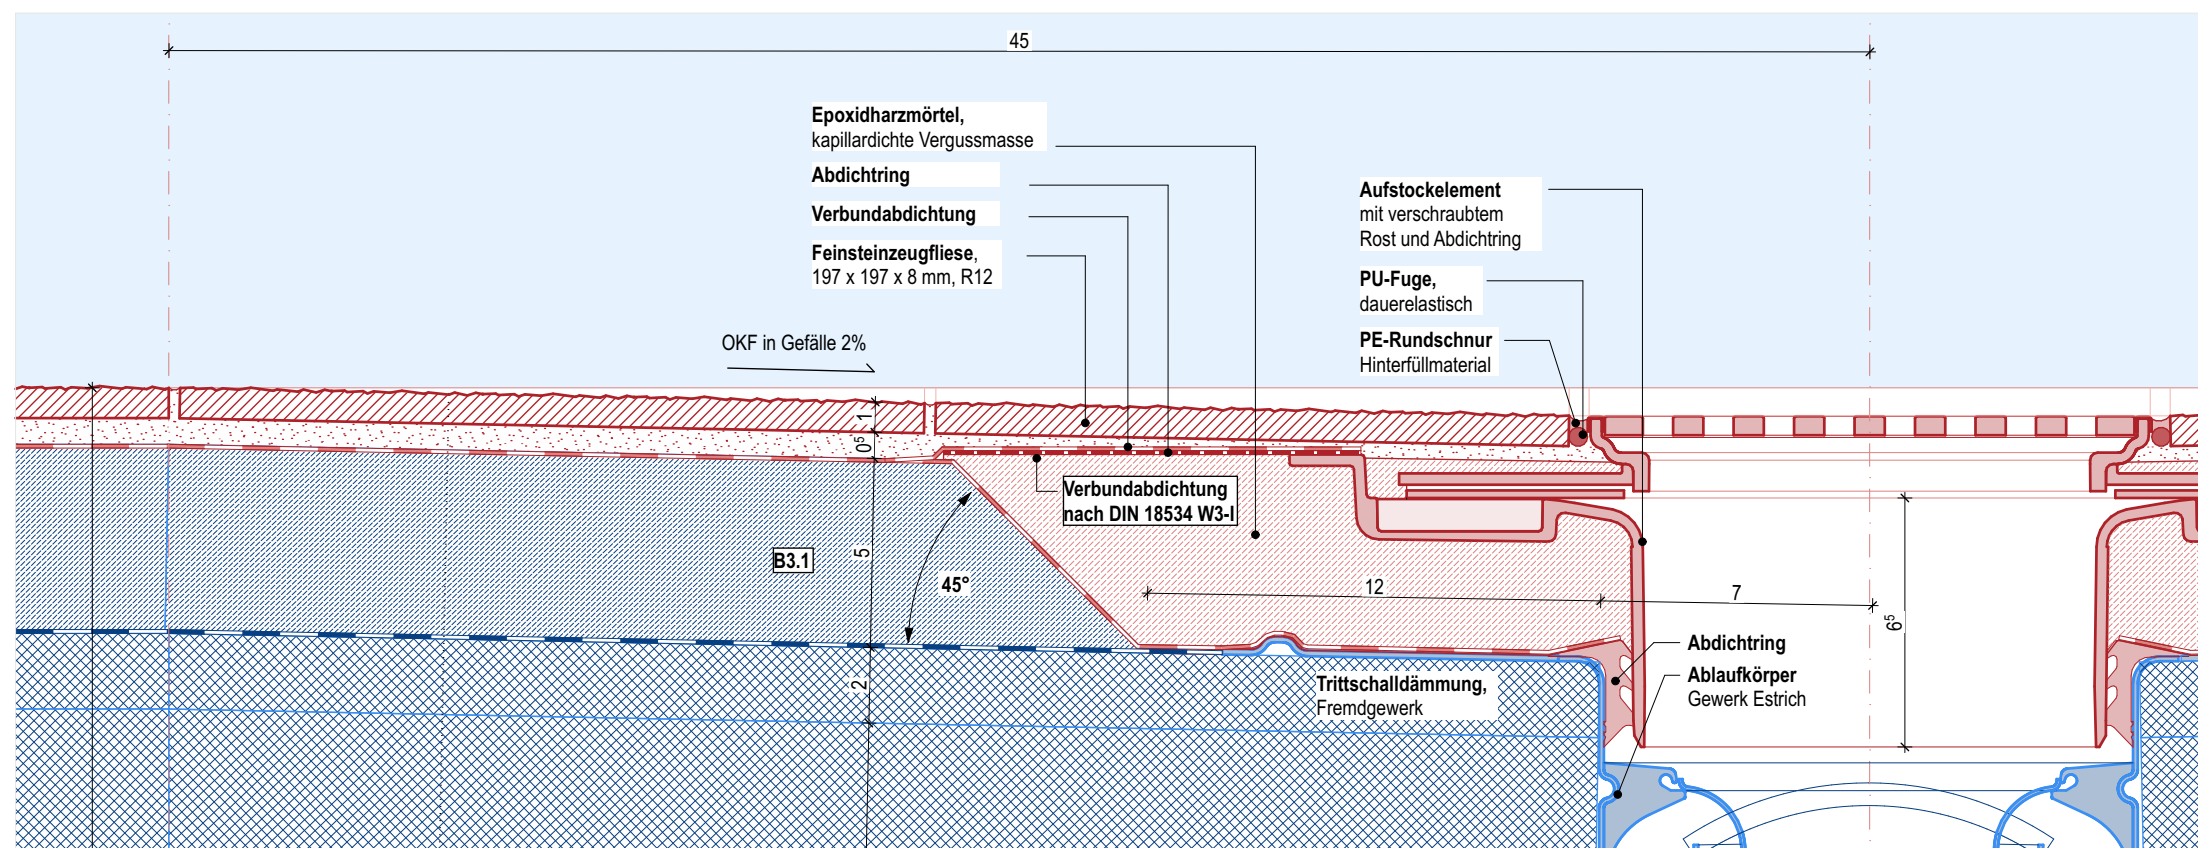 45
Epoxidharzmörtel,
kapillardichte Vergussmasse
Abdichtring
Verbundabdichtung
Feinsteinzeugfliese,
197 x 197 x 8 mm, R12
Aufstockelement
mit verschraubtem
Rost und Abdichtring
PU-Fuge,
dauerelastisch
PE-Rundschnur
Hinterfüllmaterial
OKF in Gefälle 2%
1
0⁵
Verbundabdichtung
nach DIN 18534 W3-I
B3.1
5
45°
12
7
6⁵
Abdichtring
Ablaufkörper
Gewerk Estrich
Trittschalldämmung,
Fremdgewerk
2